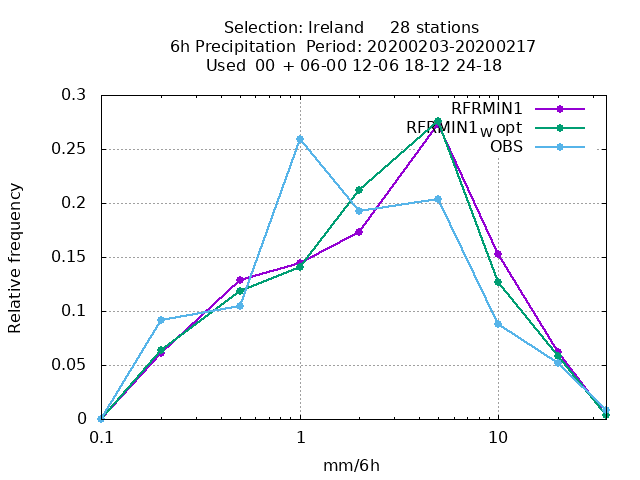 Selection: Ireland 28 stations
6h Precipitation Period: 20200203-20200217
Used 00 + 06-00 12-06 18-12 24-18
RFRMIN1
RFRMIN1w opt
OBS
0.3
0.25
0.2
0.15
0.1
0.05
0
Relative frequency
0.1 1 10
mm/6h